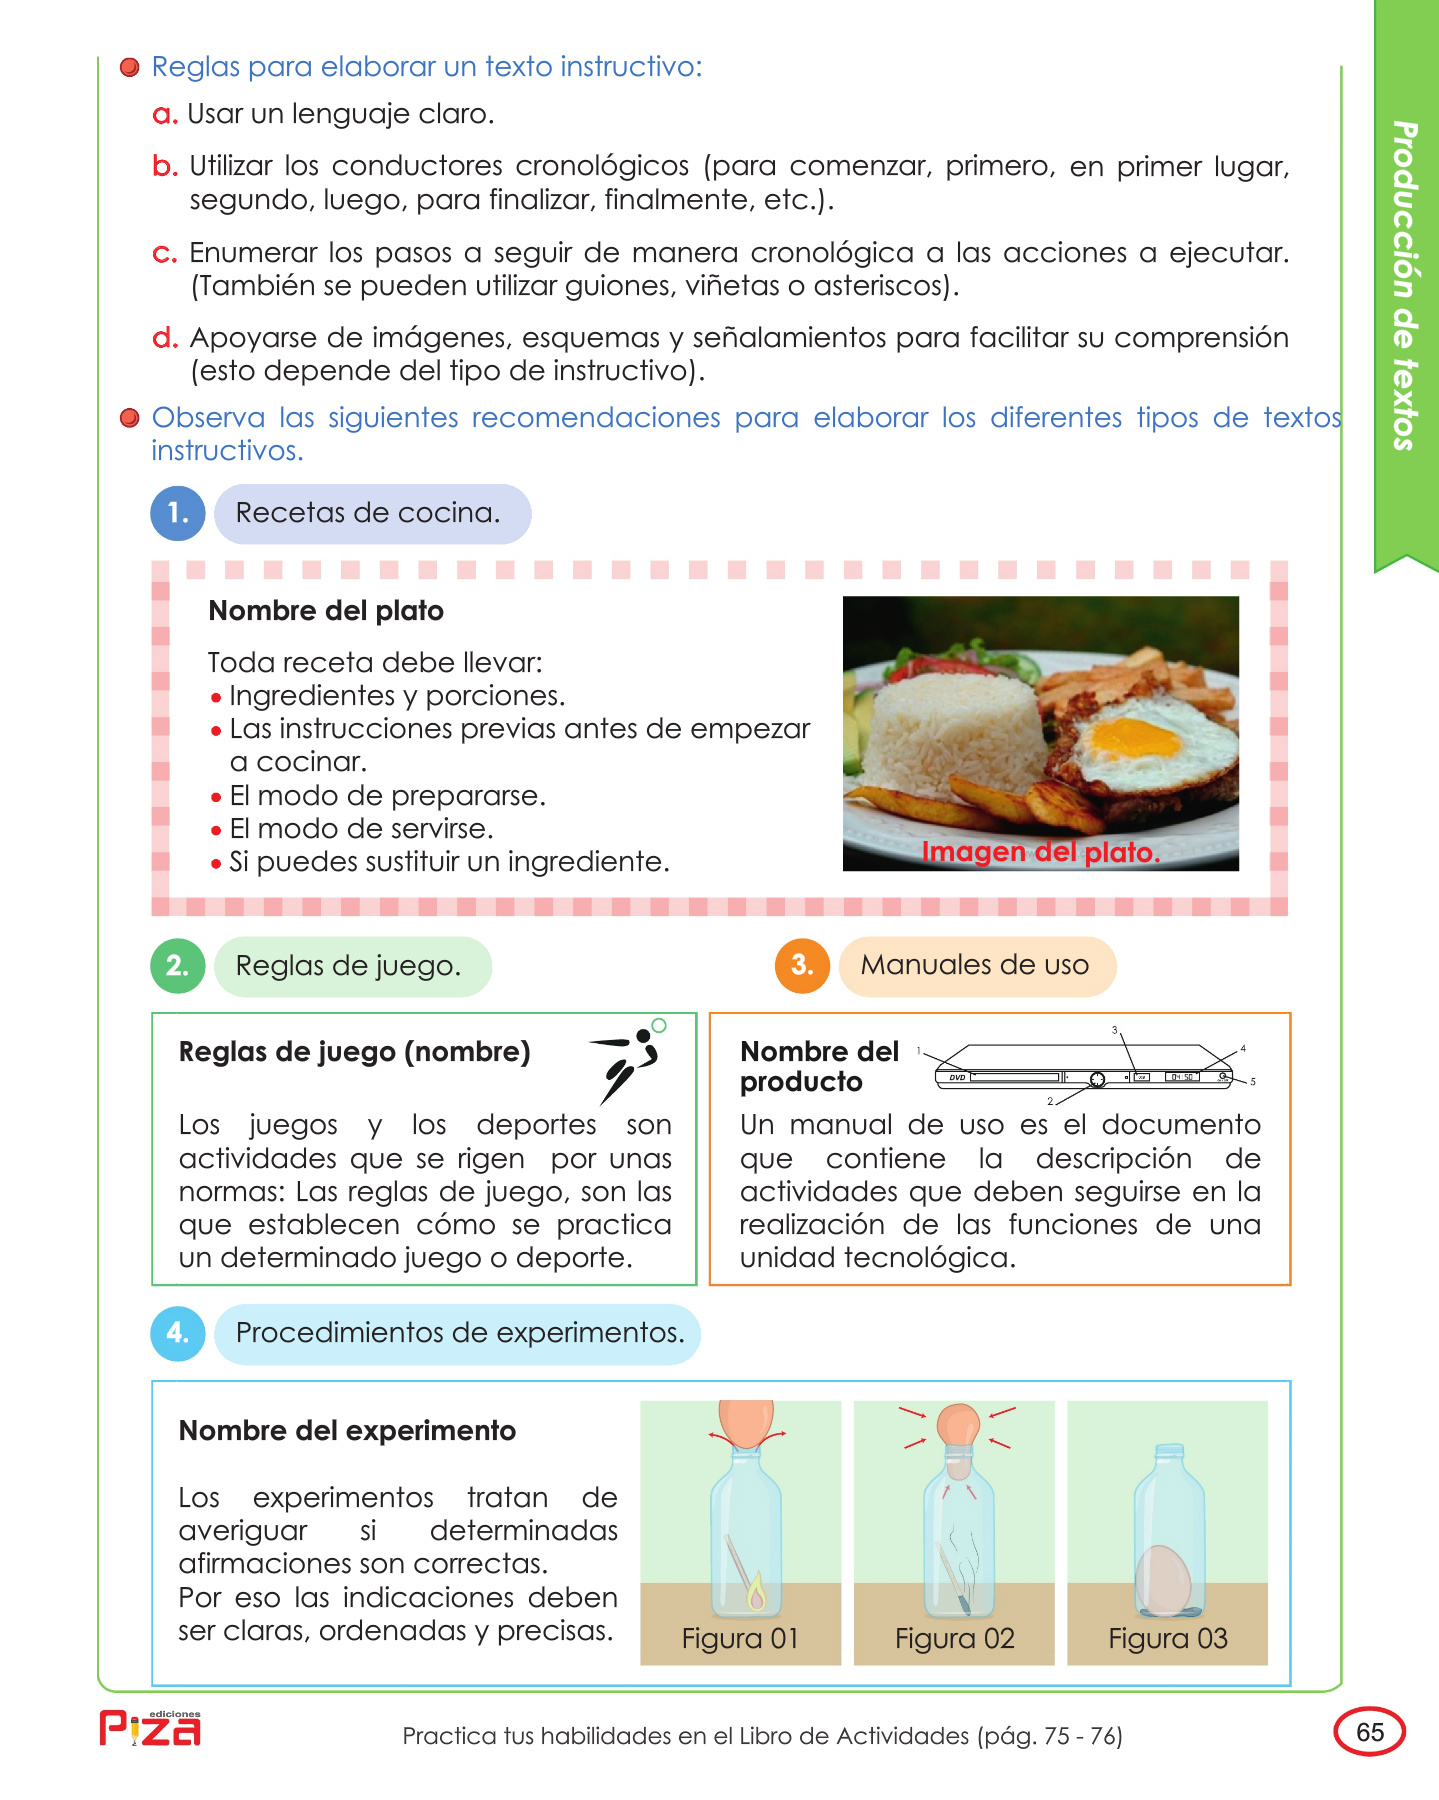 Producción de textos
Reglas para elaborar un texto instructivo:
a. Usar un lenguaje claro.
b. Utilizar los conductores cronológicos (para comenzar, primero, en primer lugar,
segundo, luego, para finalizar, finalmente, etc.).
c. Enumerar los pasos a seguir de manera cronológica a las acciones a ejecutar.
(También se pueden utilizar guiones, viñetas o asteriscos).
d. Apoyarse de imágenes, esquemas y señalamientos para facilitar su comprensión
(esto depende del tipo de instructivo).
Observa las siguientes recomendaciones para elaborar los diferentes tipos de textos
instructivos.
1. Recetas de cocina.
Nombre del plato
Toda receta debe llevar:
• Ingredientes y porciones.
• Las instrucciones previas antes de empezar
a cocinar.
• El modo de prepararse.
• El modo de servirse.
• Si puedes sustituir un ingrediente.
Imagen del plato.
2. Reglas de juego.
Reglas de juego (nombre)
Los juegos y los deportes son
actividades que se rigen por unas
normas: Las reglas de juego, son las
que establecen cómo se practica
un determinado juego o deporte.
3. Manuales de uso
Nombre del
producto
1
2
3
4
5
DVD
04:50
Un manual de uso es el documento
que contiene la descripción de
actividades que deben seguirse en la
realización de las funciones de una
unidad tecnológica.
4. Procedimientos de experimentos.
Nombre del experimento
Los experimentos tratan de
averiguar si determinadas
afirmaciones son correctas.
Por eso las indicaciones deben
ser claras, ordenadas y precisas.
Figura 01
Figura 02
Figura 03
ediciones
PIZA
Practica tus habilidades en el Libro de Actividades (pág. 75 - 76)
65